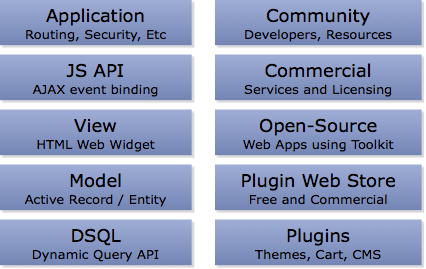 Application
Routing, Security, Etc
Community
Developers, Resources
JS API
AJAX event binding
Commercial
Services and Licensing
View
HTML Web Widget
Open-Source
Web Apps using Toolkit
Model
Active Record / Entity
Plugin Web Store
Free and Commercial
DSQL
Dynamic Query API
Plugins
Themes, Cart, CMS